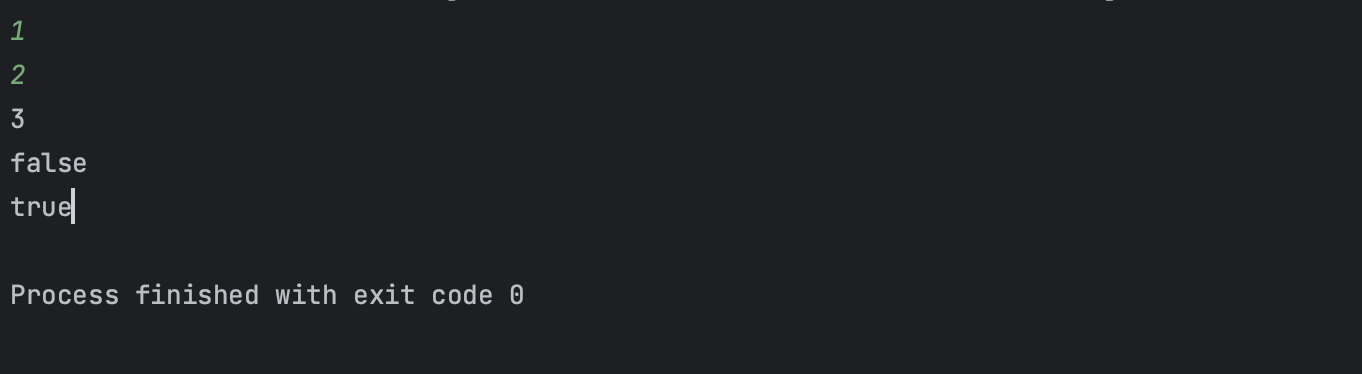 1
2
3
false
true
Process finished with exit code 0